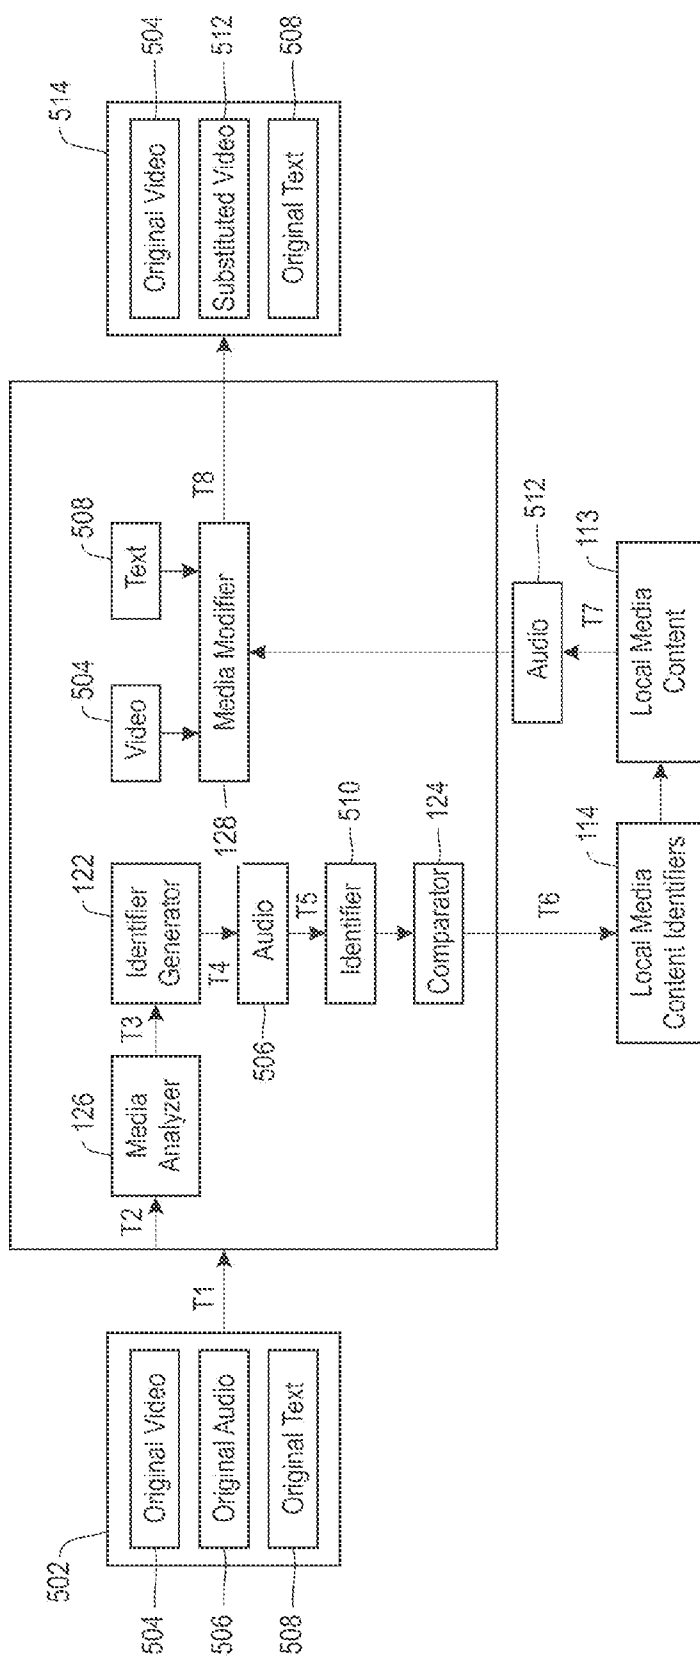 502
504
Original Video
506
Original Audio
508
Original Text
T1
T2
126
Media
Analyzer
T3
122
Identifier
Generator
T4
Audio
506
T5
Identifier
510
Comparator
124
T6
114
Local Media
Content Identifiers
113
Local Media
Content
T7
Audio
512
504
Video
508
Text
Media Modifier
128
T8
514
Original Video
504
Substituted Video
512
Original Text
508